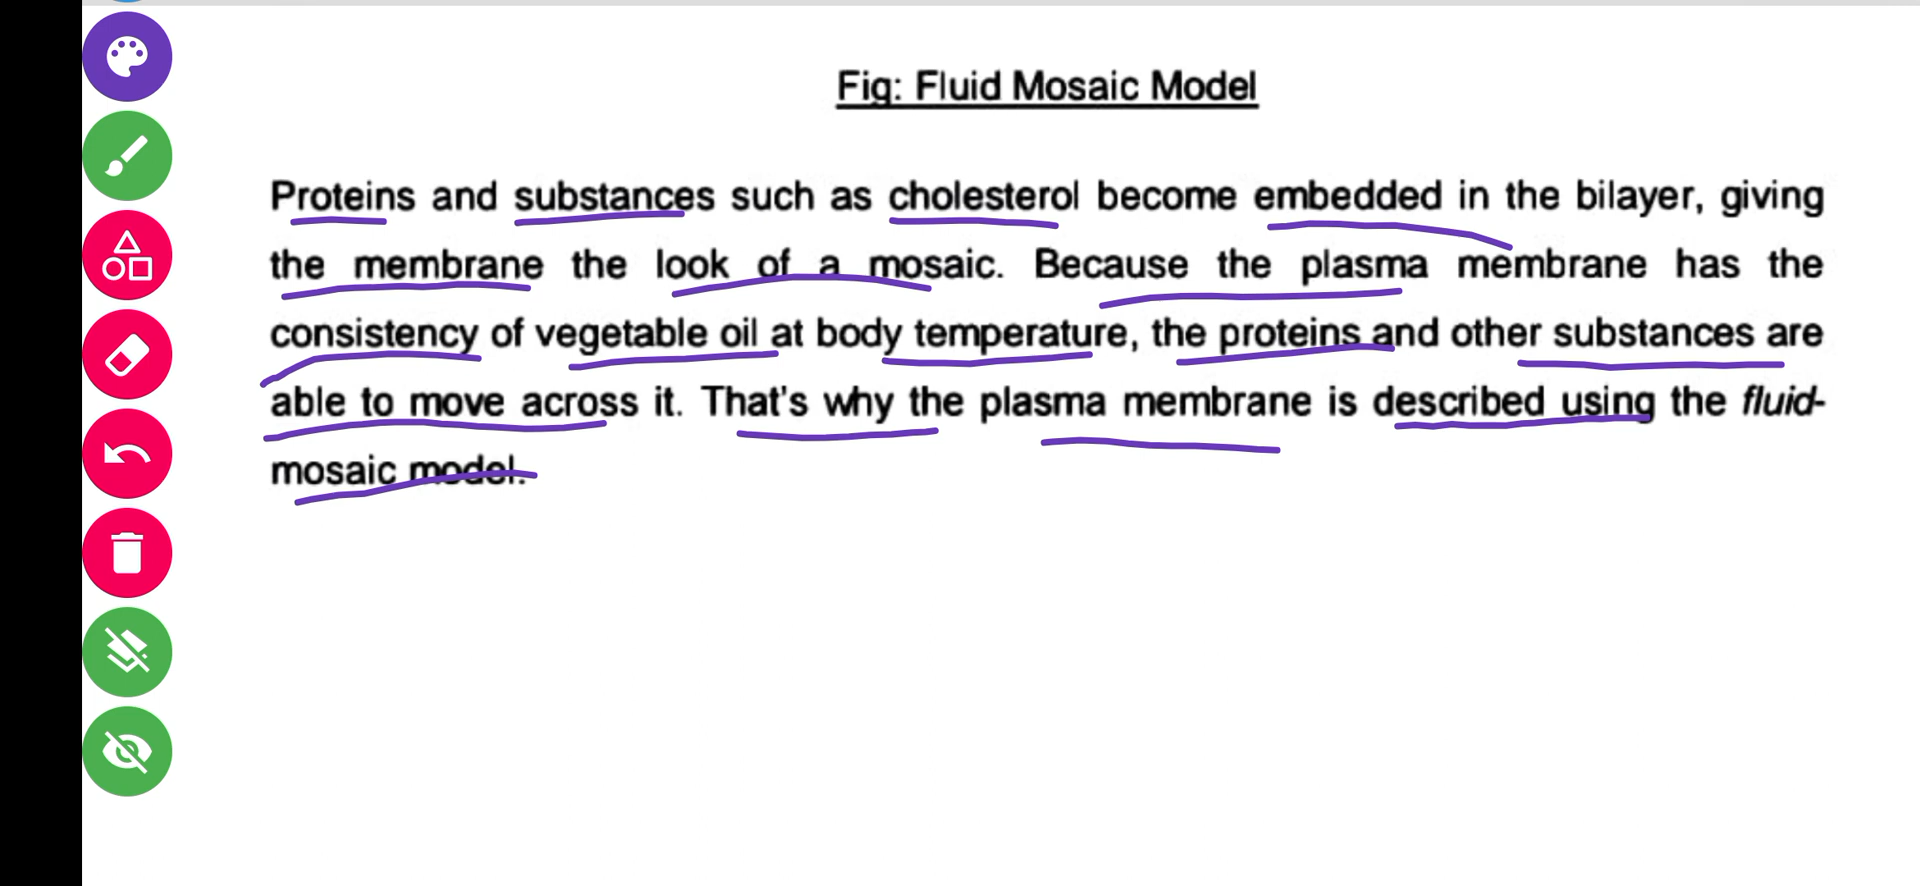 Fig: Fluid Mosaic Model
Proteins and substances such as cholesterol become embedded in the bilayer, giving
the membrane the look of a mosaic. Because the plasma membrane has the
consistency of vegetable oil at body temperature, the proteins and other substances are
able to move across it. That's why the plasma membrane is described using the fluid-
mosaic model.